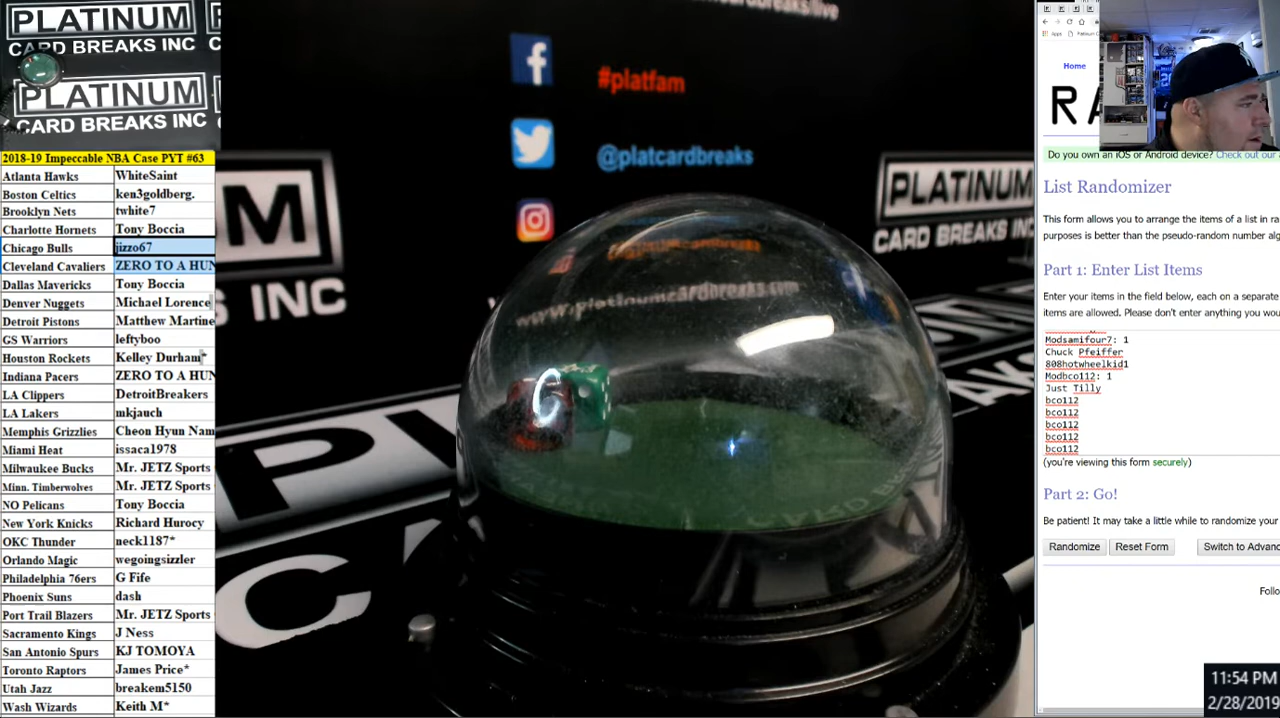 PLATINUM
CARD BREAKS INC
PLATINUM
CARD BREAKS INC
2018-19 Impeccable NBA Case PYT #63
Atlanta Hawks WhiteSaint
Boston Celtics ken3goldberg.
Brooklyn Nets twhite7
Charlotte Hornets Tony Boccia
Chicago Bulls jizzo67
Cleveland Cavaliers ZERO TO A HUN
Dallas Mavericks Tony Boccia
Denver Nuggets Michael Lorence
Detroit Pistons Matthew Martine
GS Warriors leftyboo
Houston Rockets Kelley Durham*
Indiana Pacers ZERO TO A HUN
LA Clippers DetroitBreakers
LA Lakers mkjauch
Memphis Grizzlies Cheon Hyun Nam
Miami Heat issaca1978
Milwaukee Bucks Mr. JETZ Sports
Minn. Timberwolves Mr. JETZ Sports
NO Pelicans Tony Boccia
New York Knicks Richard Hurocy
OKC Thunder neck1187*
Orlando Magic wegoingsizzler
Philadelphia 76ers G Fife
Phoenix Suns dash
Port Trail Blazers Mr. JETZ Sports
Sacramento Kings J Ness
San Antonio Spurs KJ TOMOYA
Toronto Raptors James Price*
Utah Jazz breakem5150
Wash Wizards Keith M*
#platfam
@platcardbreaks
PLATINUM
CARD BREAKS IN
M
S INC
www.platinumcardbreaks.com
Apps
Home
RA
Do you own an iOS or Android device? Check out our
List Randomizer
This form allows you to arrange the items of a list in ra
purposes is better than the pseudo-random number alg
Part 1: Enter List Items
Enter your items in the field below, each on a separate
items are allowed. Please don't enter anything you wou
Modsamifour7: 1
Chuck Pfeiffer
808hotwheelkid1
Modbco112: 1
Just Tilly
bco112
bco112
bco112
bco112
bco112
(you're viewing this form securely)
Part 2: Go!
Be patient! It may take a little while to randomize your
Randomize Reset Form Switch to Advanc
Follo
11:54 PM
2/28/2019